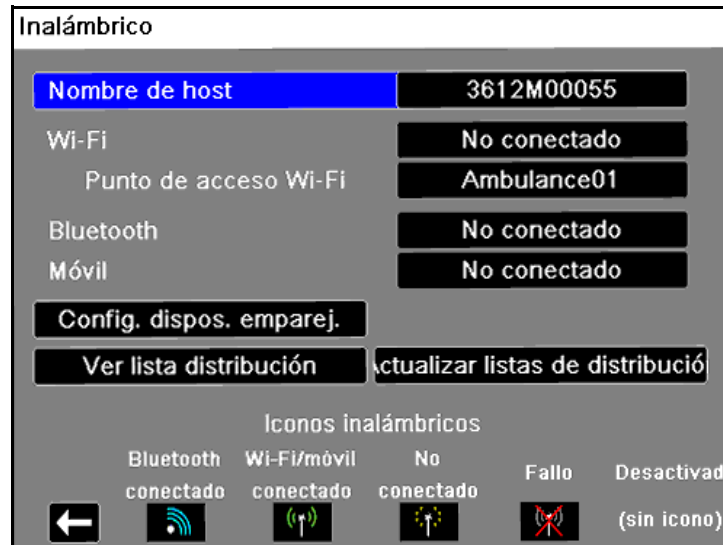 Inalámbrico
Nombre de host 3612M00055
Wi-Fi No conectado
Punto de acceso Wi-Fi Ambulance01
Bluetooth No conectado
Móvil No conectado
Config. dispos. emparej.
Ver lista distribución ctualizar listas de distribució
Iconos inalámbricos
Bluetooth conectado
Wi-Fi/móvil conectado
No conectado
Fallo
Desactivad
(sin icono)